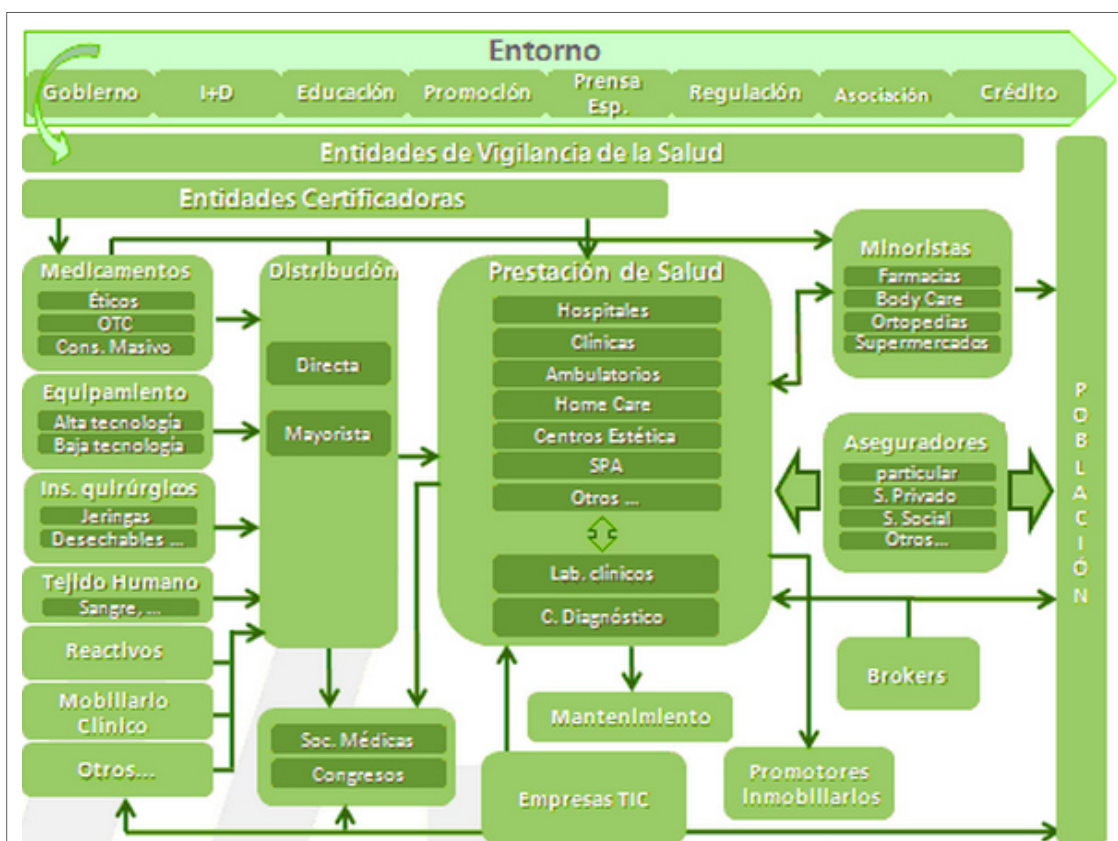 Entorno
Gobierno
I+D
Educación
Promoción
Prensa
Esp.
Regulación
Asociación
Crédito
Entidades de Vigilancia de la Salud
Entidades Certificadoras
Medicamentos
Éticos
OTC
Cons. Masivo
Equipamiento
Alta tecnología
Baja tecnología
Ins. quirúrgicos
Jeringas
Desechables ...
Tejido Humano
Sangre, ...
Reactivos
Mobiliario
Clínico
Otros...
Distribución
Directa
Mayorista
Soc. Médicas
Congresos
Prestación de Salud
Hospitales
Clínicas
Ambulatorios
Home Care
Centros Estética
SPA
Otros ...
Lab. clínicos
C. Diagnóstico
Mantenimiento
Empresas TIC
Minoristas
Farmacias
Body Care
Ortopedias
Supermercados
Aseguradores
particular
S. Privado
S. Social
Otros...
Brokers
Promotores
Inmobiliarios
POBLACIÓN